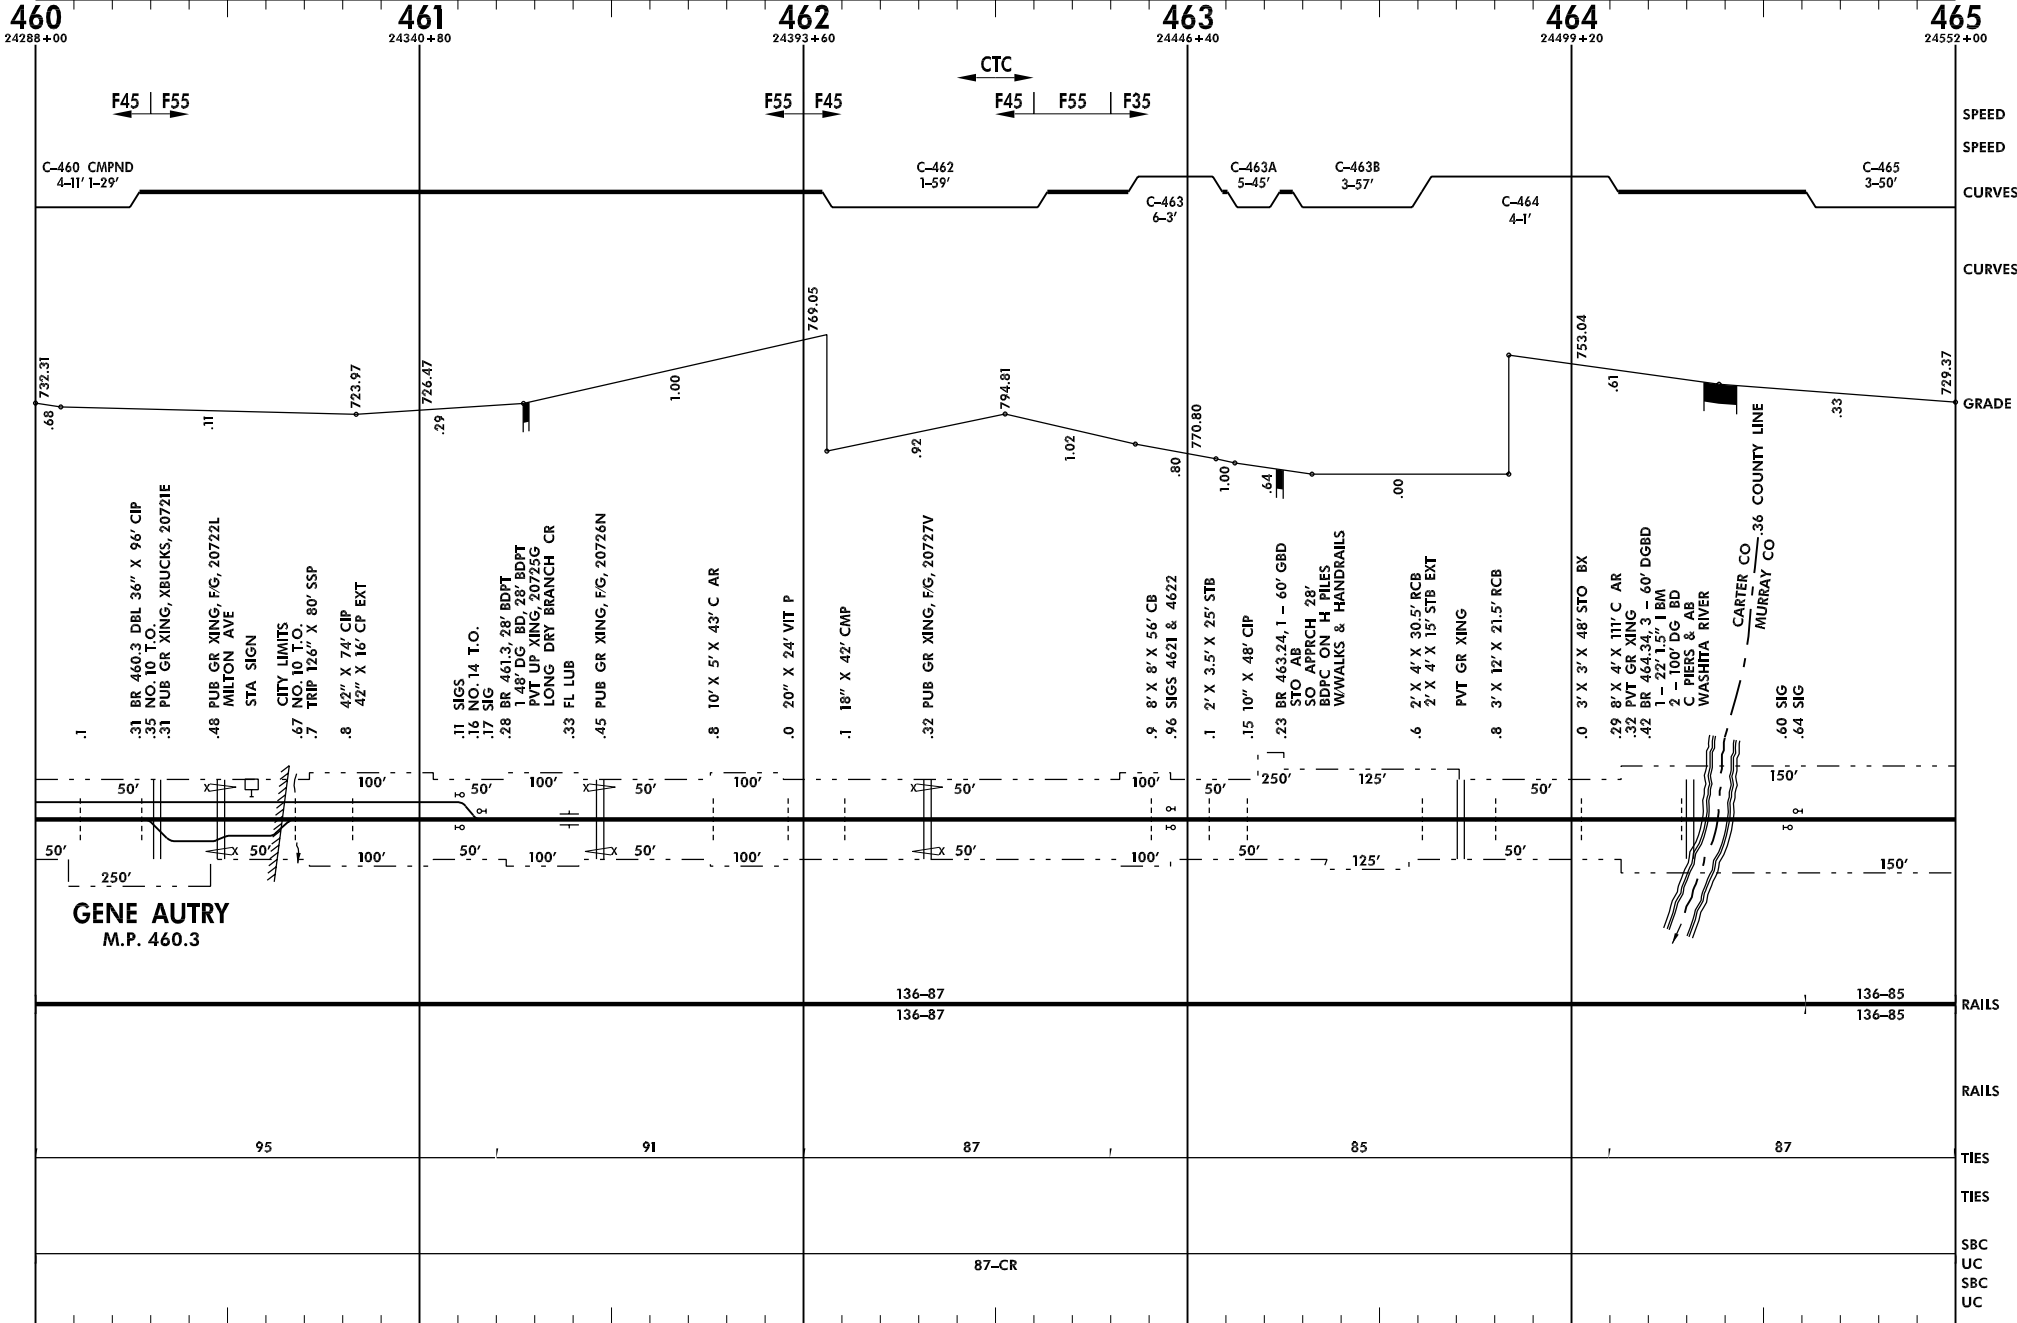 460 461 462 463 464 465
24288+00 24340+80 24393+60 24446+40 24499+20 24552+00
CTC
F45 F55 F55 F45 F45 F55 F35
SPEED
SPEED
C–460 CMPND
4–11′ 1–29′
C–462
1–59′
C–463
6–3′
C–463A
5–45′
C–463B
3–57′
C–464
4–1′
C–465
3–50′
CURVES
CURVES
732.31
.68
.11
723.97
726.47
.29
1.00
769.05
.92
794.81
1.02
.80
770.80
1.00
.64
.00
753.04
.61
.33
729.37
GRADE
.1
.31 BR 460.3 DBL 36″ X 96′ CIP
.35 NO. 10 T.O.
.31 PUB GR XING, XBUCKS, 20721E
.48 PUB GR XING, F/G, 20722L
MILTON AVE
STA SIGN
CITY LIMITS
.67 NO. 10 T.O.
.7 TRIP 126″ X 80′ SSP
.8 42″ X 74′ CIP
42″ X 16′ CP EXT
.11 SIGS
.16 NO. 14 T.O.
.17 SIG
.28 BR 461.3, 28′ BDPT
1 48′ DG BD, 28′ BDPT
PVT UP XING, 20725G
LONG DRY BRANCH CR
.33 FL LUB
.45 PUB GR XING, F/G, 20726N
.8 10′ X 5′ X 43′ C AR
.0 20″ X 24′ VIT P
.1 18″ X 42′ CMP
.32 PUB GR XING, F/G, 20727V
.9 8′ X 8′ X 56′ CB
.96 SIGS 4621 & 4622
.1 2′ X 3.5′ X 25′ STB
.15 10″ X 48′ CIP
.23 BR 463.24, 1 – 60′ GBD
STO AB
SO APPRCH 28′
BDPC ON H PILES
W/WALKS & HANDRAILS
.6 2′ X 4′ X 30.5′ RCB
2′ X 4′ X 15′ STB EXT
PVT GR XING
.8 3′ X 12′ X 21.5′ RCB
.0 3′ X 3′ X 48′ STO BX
.29 8′ X 4′ X 111′ C AR
.32 PVT GR XING
.42 BR 464.34, 3 – 60′ DGBD
1 – 22′ 1.5″ I BM
2 – 100′ DG BD
C PIERS & AB
WASHITA RIVER
CARTER CO
MURRAY CO
.36 COUNTY LINE
.60 SIG
.64 SIG
50′ 100′ 50′ 100′ 50′ 100′ 50′ 100′ 50′ 250′ 125′ 50′ 150′
50′ 50′ 100′ 50′ 100′ 50′ 100′ 50′ 100′ 50′ 125′ 50′ 150′
250′
GENE AUTRY
M.P. 460.3
136–87 136–85
RAILS
136–87 136–85
RAILS
95 91 87 85 87
TIES
TIES
SBC
87–CR
UC
SBC
UC